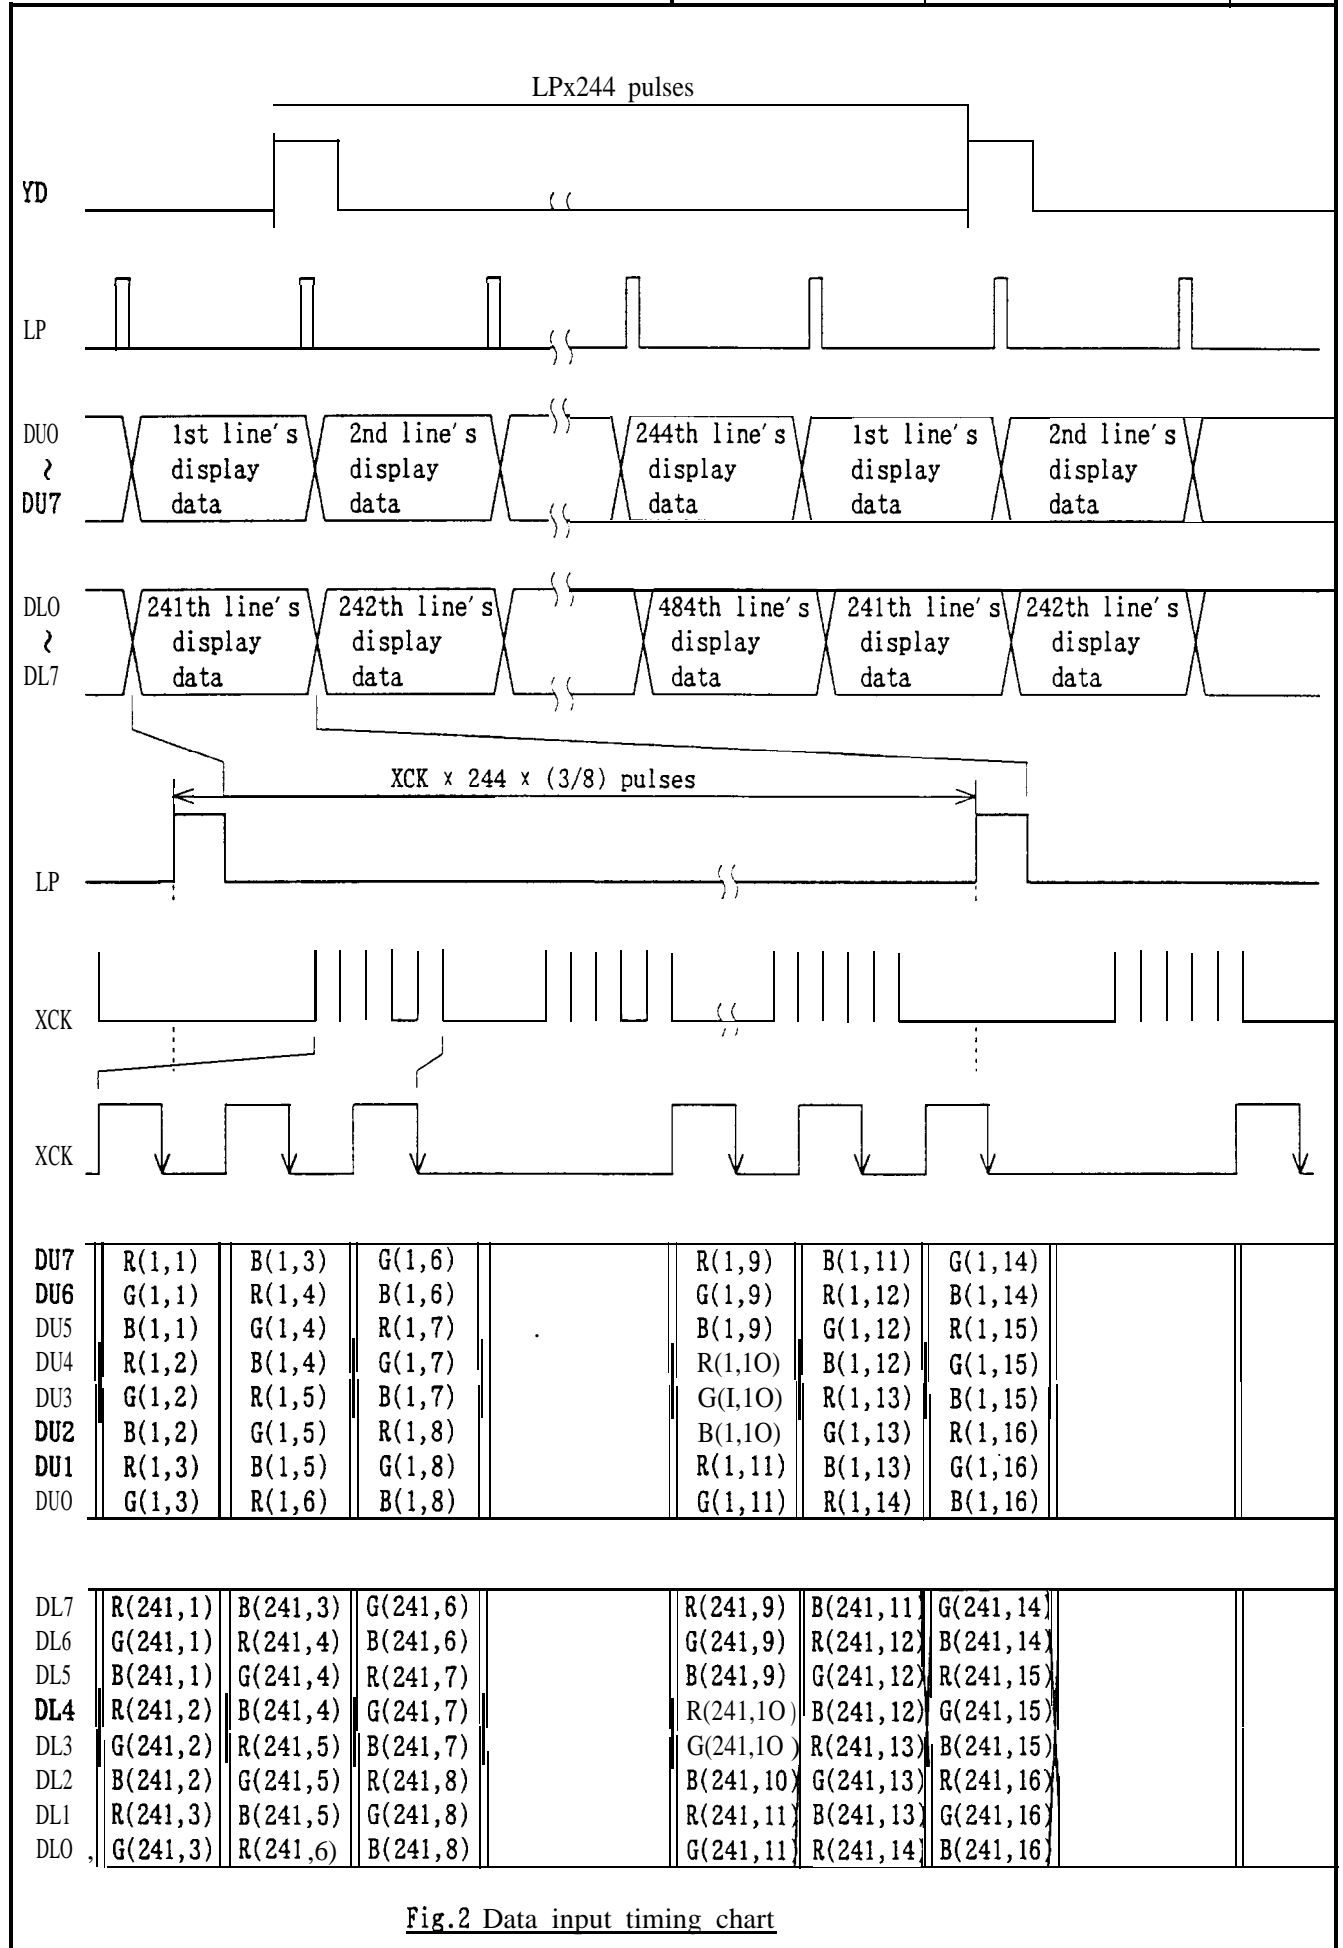 LPx244 pulses
YD
LP
DU0 1st line's 2nd line's 244th line's 1st line's 2nd line's
≀ display display display display display
DU7 data data data data data
DL0 241th line's 242th line's 484th line's 241th line's 242th line's
≀ display display display display display
DL7 data data data data data
XCK × 244 × (3/8) pulses
LP
XCK
XCK
DU7 R(1,1) B(1,3) G(1,6) R(1,9) B(1,11) G(1,14)
DU6 G(1,1) R(1,4) B(1,6) G(1,9) R(1,12) B(1,14)
DU5 B(1,1) G(1,4) R(1,7) B(1,9) G(1,12) R(1,15)
DU4 R(1,2) B(1,4) G(1,7) R(1,1O) B(1,12) G(1,15)
DU3 G(1,2) R(1,5) B(1,7) G(I,1O) R(1,13) B(1,15)
DU2 B(1,2) G(1,5) R(1,8) B(1,1O) G(1,13) R(1,16)
DU1 R(1,3) B(1,5) G(1,8) R(1,11) B(1,13) G(1,16)
DU0 G(1,3) R(1,6) B(1,8) G(1,11) R(1,14) B(1,16)
DL7 R(241,1) B(241,3) G(241,6) R(241,9) B(241,11) G(241,14)
DL6 G(241,1) R(241,4) B(241,6) G(241,9) R(241,12) B(241,14)
DL5 B(241,1) G(241,4) R(241,7) B(241,9) G(241,12) R(241,15)
DL4 R(241,2) B(241,4) G(241,7) R(241,1O) B(241,12) G(241,15)
DL3 G(241,2) R(241,5) B(241,7) G(241,1O ) R(241,13) B(241,15)
DL2 B(241,2) G(241,5) R(241,8) B(241,10) G(241,13) R(241,16)
DL1 R(241,3) B(241,5) G(241,8) R(241,11) B(241,13) G(241,16)
DL0 , G(241,3) R(241,6) B(241,8) G(241,11) R(241,14) B(241,16)
Fig.2 Data input timing chart